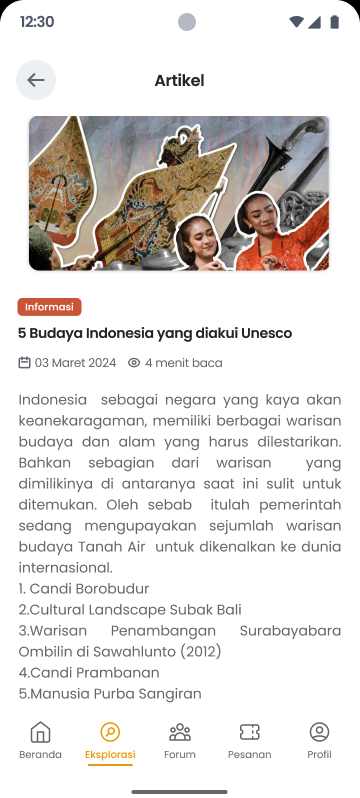 12:30
Artikel
Informasi
5 Budaya Indonesia yang diakui Unesco
03 Maret 2024 4 menit baca
Indonesia sebagai negara yang kaya akan
keanekaragaman, memiliki berbagai warisan
budaya dan alam yang harus dilestarikan.
Bahkan sebagian dari warisan yang
dimilikinya di antaranya saat ini sulit untuk
ditemukan. Oleh sebab itulah pemerintah
sedang mengupayakan sejumlah warisan
budaya Tanah Air untuk dikenalkan ke dunia
internasional.
1. Candi Borobudur
2.Cultural Landscape Subak Bali
3.Warisan Penambangan Surabayabara
Ombilin di Sawahlunto (2012)
4.Candi Prambanan
5.Manusia Purba Sangiran
Beranda Eksplorasi Forum Pesanan Profil